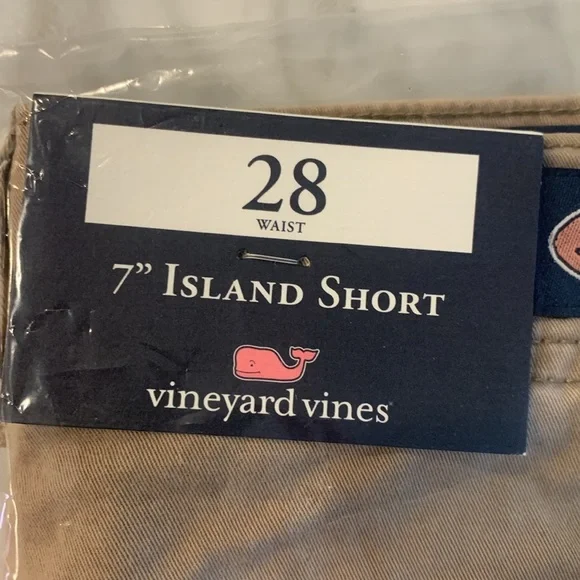 28
WAIST
7” ISLAND SHORT
vineyard vines®